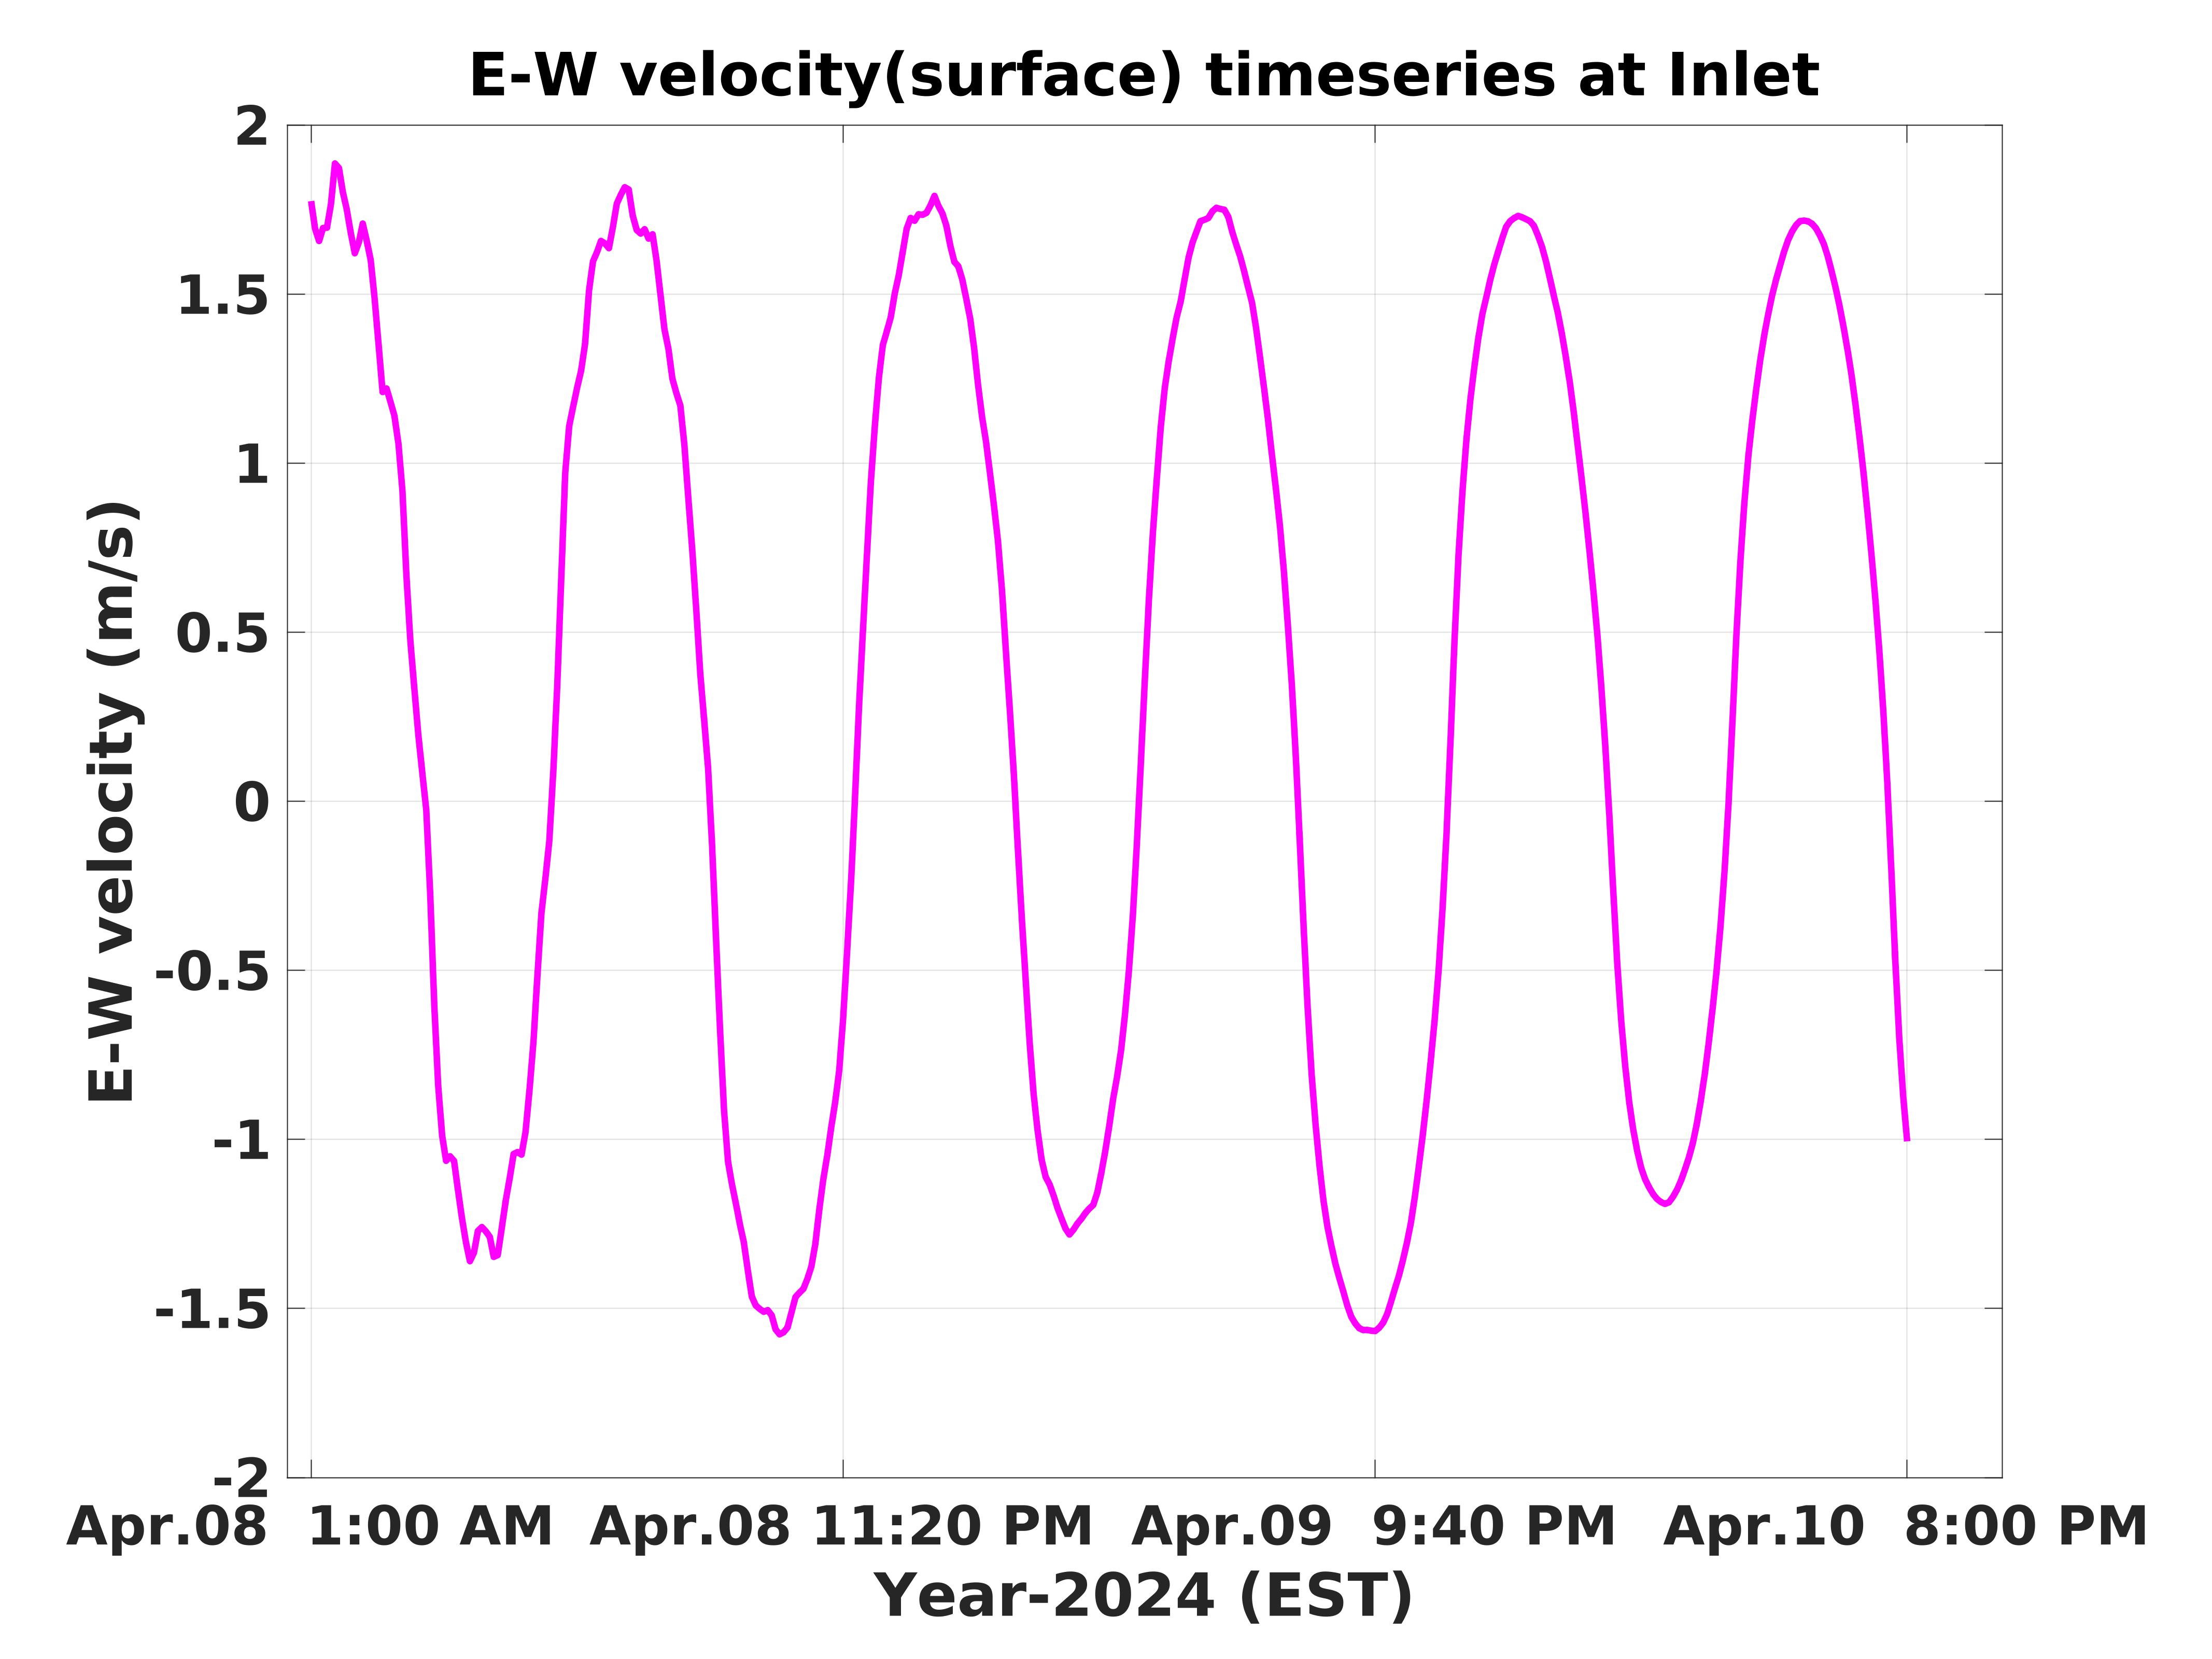 E-W velocity(surface) timeseries at Inlet
2
1.5
1
0.5
0
-0.5
-1
-1.5
-2
E-W velocity (m/s)
Apr.08 1:00 AM Apr.08 11:20 PM Apr.09 9:40 PM Apr.10 8:00 PM
Year-2024 (EST)